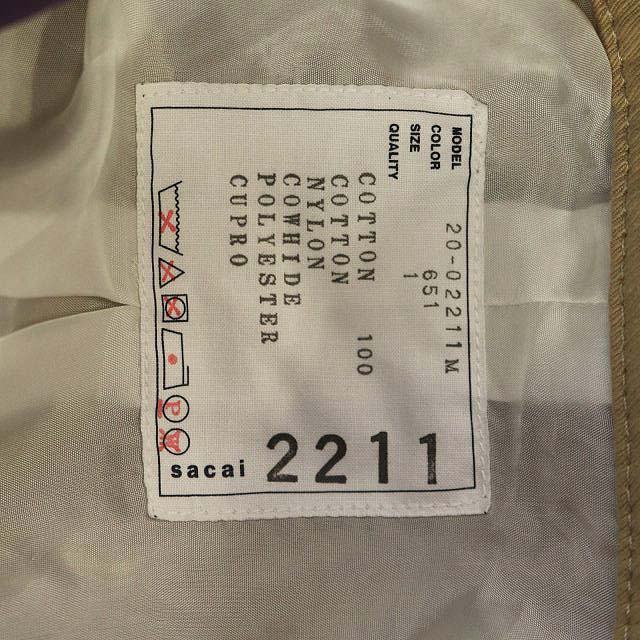 MODEL 20-02211M
COLOR 651
SIZE 1
QUALITY
COTTON 100
COTTON
NYLON
COWHIDE
POLYESTER
CUPRO
P
W
sacai 2211